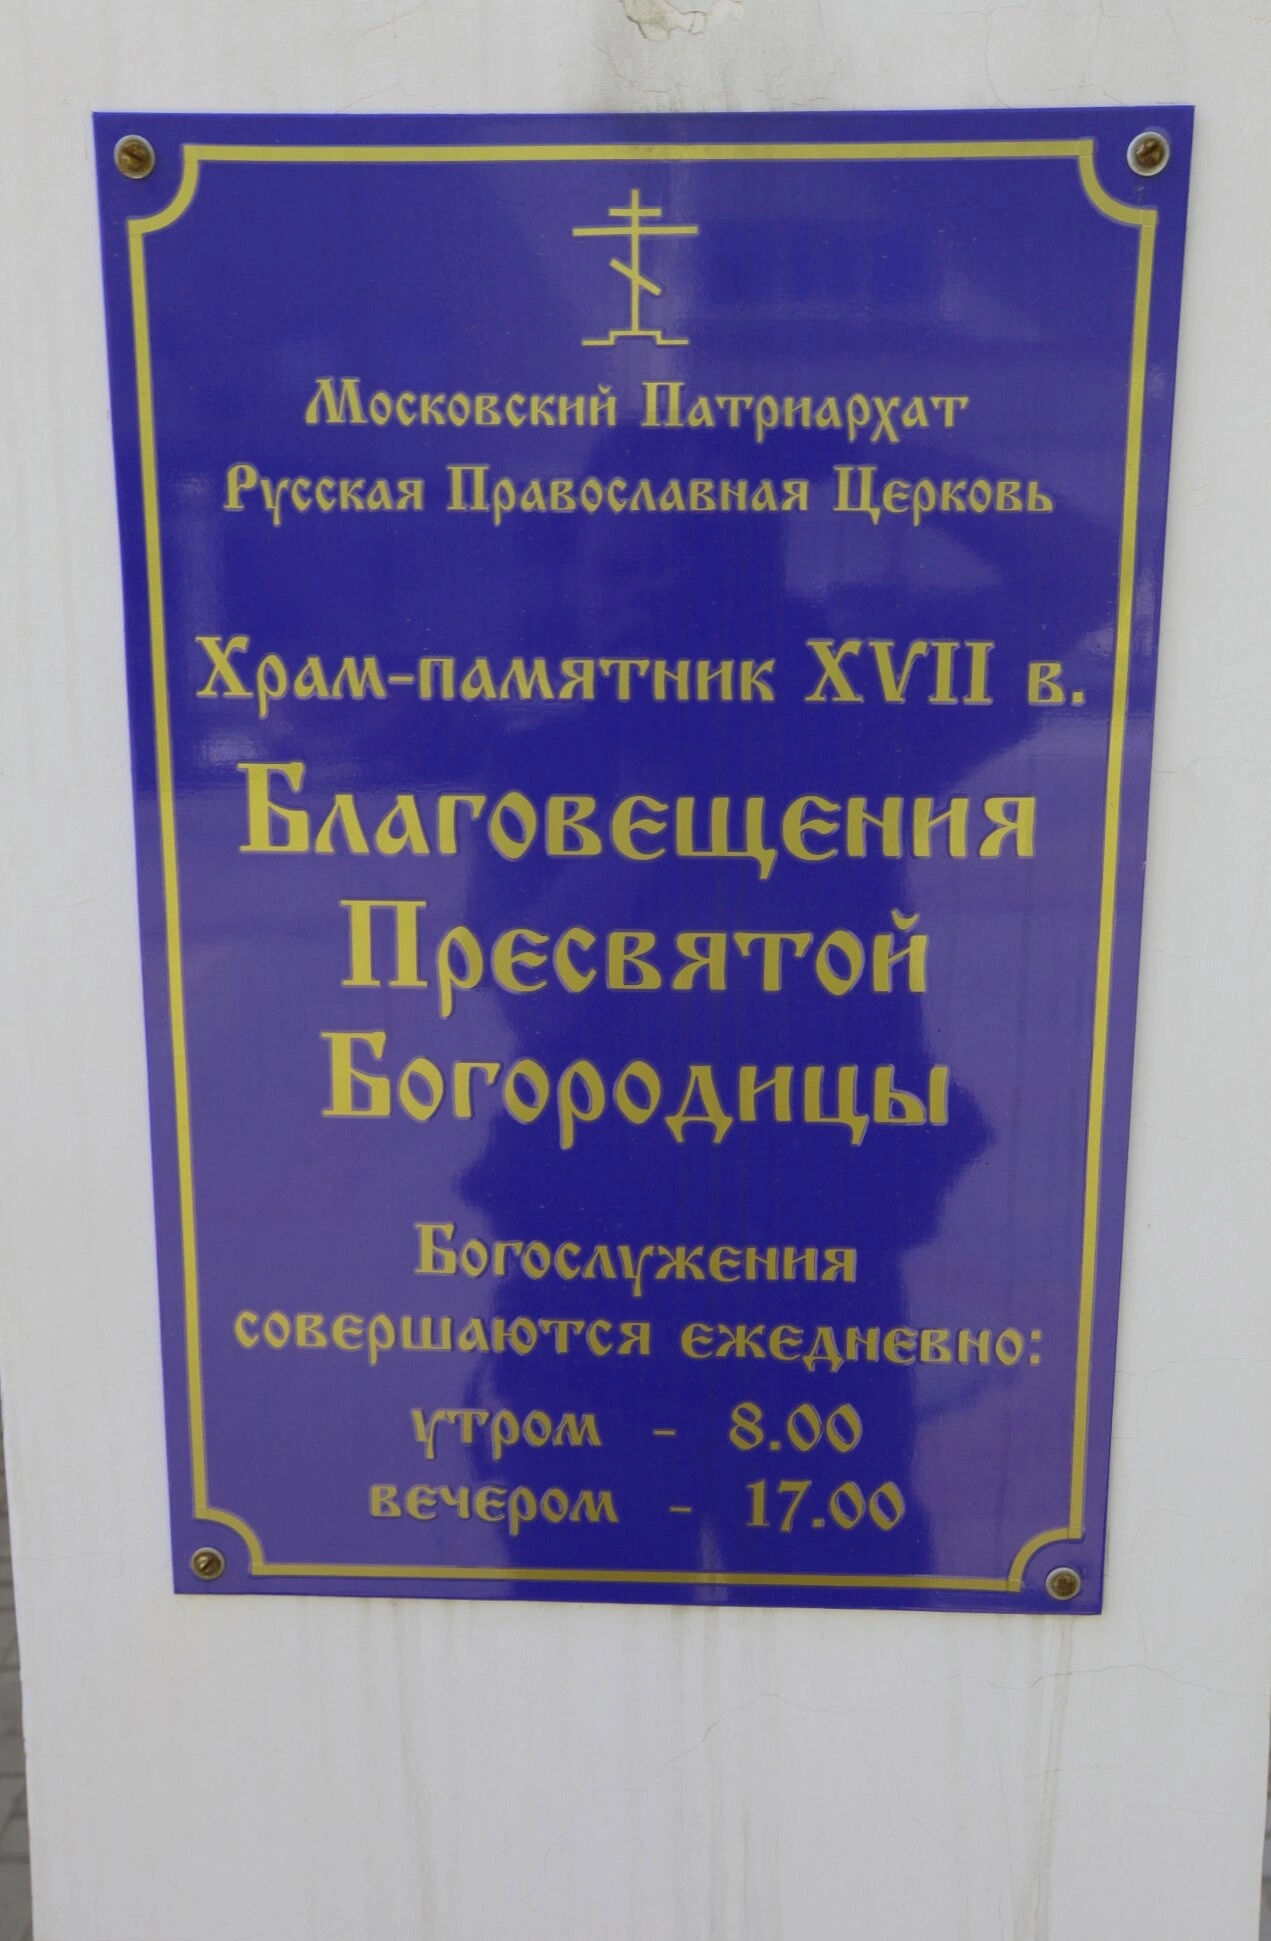 Московский Патриархат
Русская Православная Церковь
Храм-памятник XVII в.
Благовещения
Пресвятой
Богородицы
Богослужения
совершаются ежедневно:
утром - 8.00
вечером - 17.00